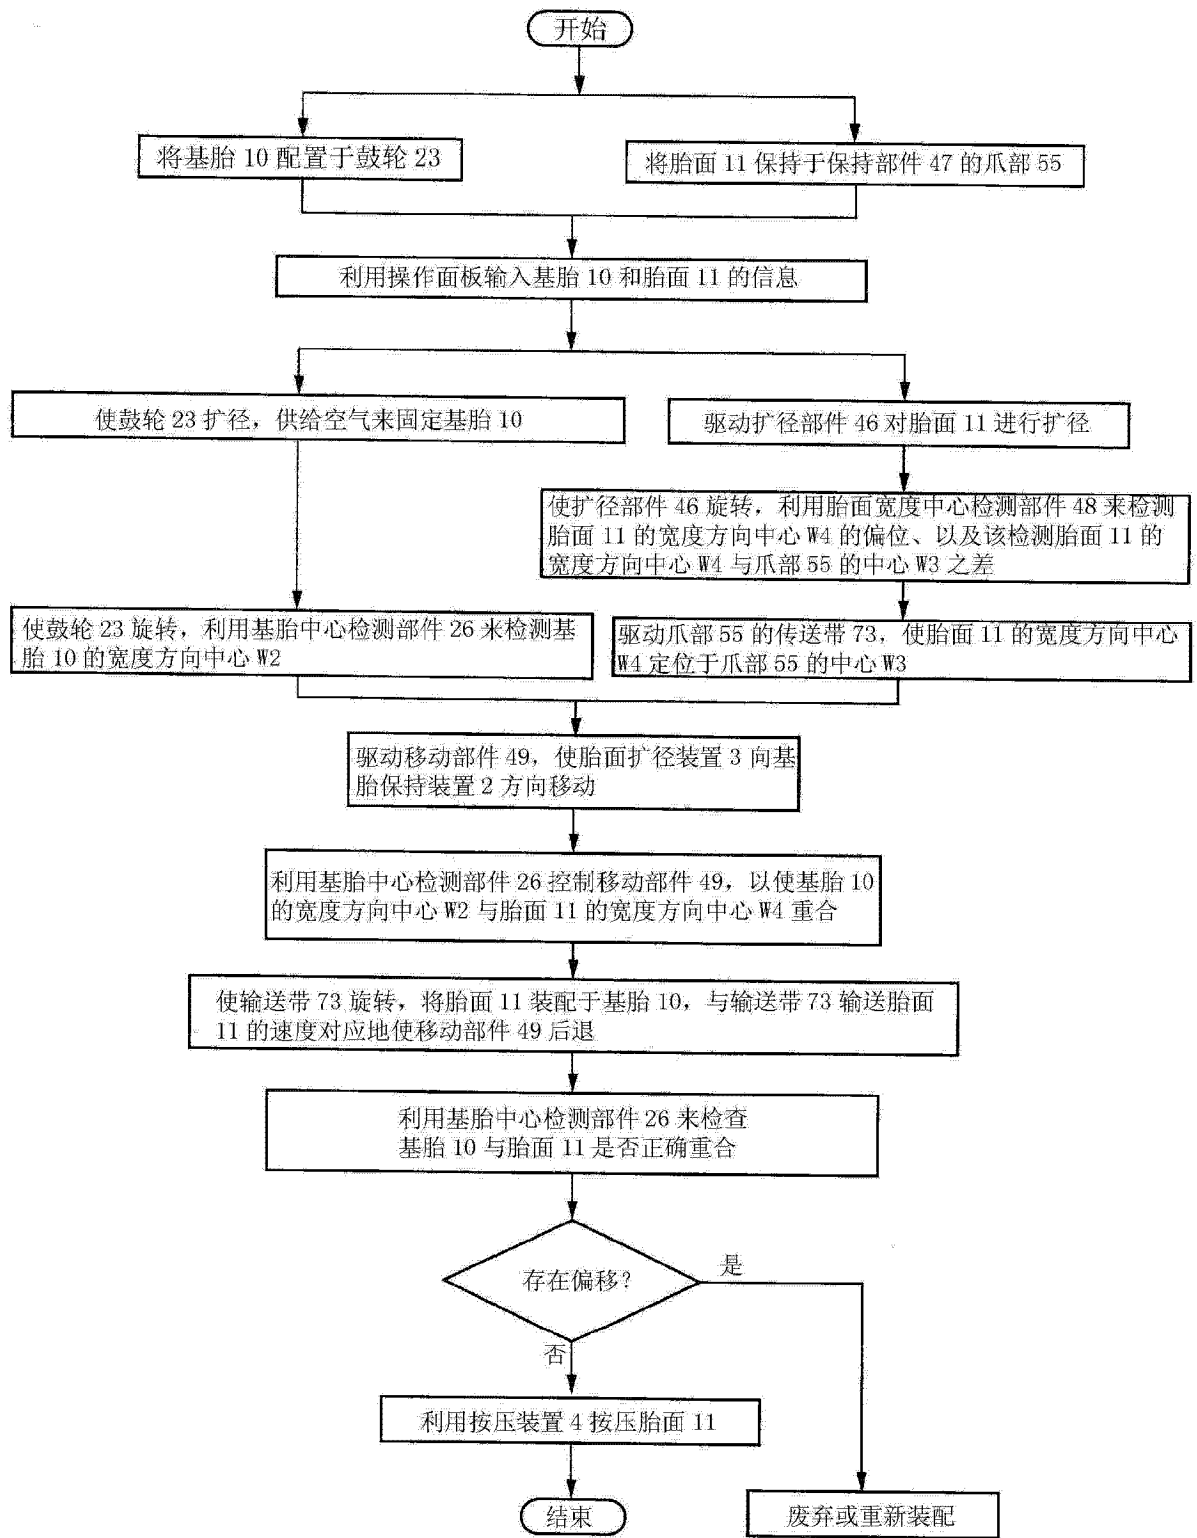 开始
将基胎 10 配置于鼓轮 23
将胎面 11 保持于保持部件 47 的爪部 55
利用操作面板输入基胎 10 和胎面 11 的信息
使鼓轮 23 扩径，供给空气来固定基胎 10
驱动扩径部件 46 对胎面 11 进行扩径
使扩径部件 46 旋转，利用胎面宽度中心检测部件 48 来检测
胎面 11 的宽度方向中心 W4 的偏位、以及该检测胎面 11 的
宽度方向中心 W4 与爪部 55 的中心 W3 之差
使鼓轮 23 旋转，利用基胎中心检测部件 26 来检测基
胎 10 的宽度方向中心 W2
驱动爪部 55 的传送带 73，使胎面 11 的宽度方向中心
W4 定位于爪部 55 的中心 W3
驱动移动部件 49，使胎面扩径装置 3 向基
胎保持装置 2 方向移动
利用基胎中心检测部件 26 控制移动部件 49，以使基胎 10
的宽度方向中心 W2 与胎面 11 的宽度方向中心 W4 重合
使输送带 73 旋转，将胎面 11 装配于基胎 10，与输送带 73 输送胎面
11 的速度对应地使移动部件 49 后退
利用基胎中心检测部件 26 来检查
基胎 10 与胎面 11 是否正确重合
存在偏移？
是
否
利用按压装置 4 按压胎面 11
结束
废弃或重新装配